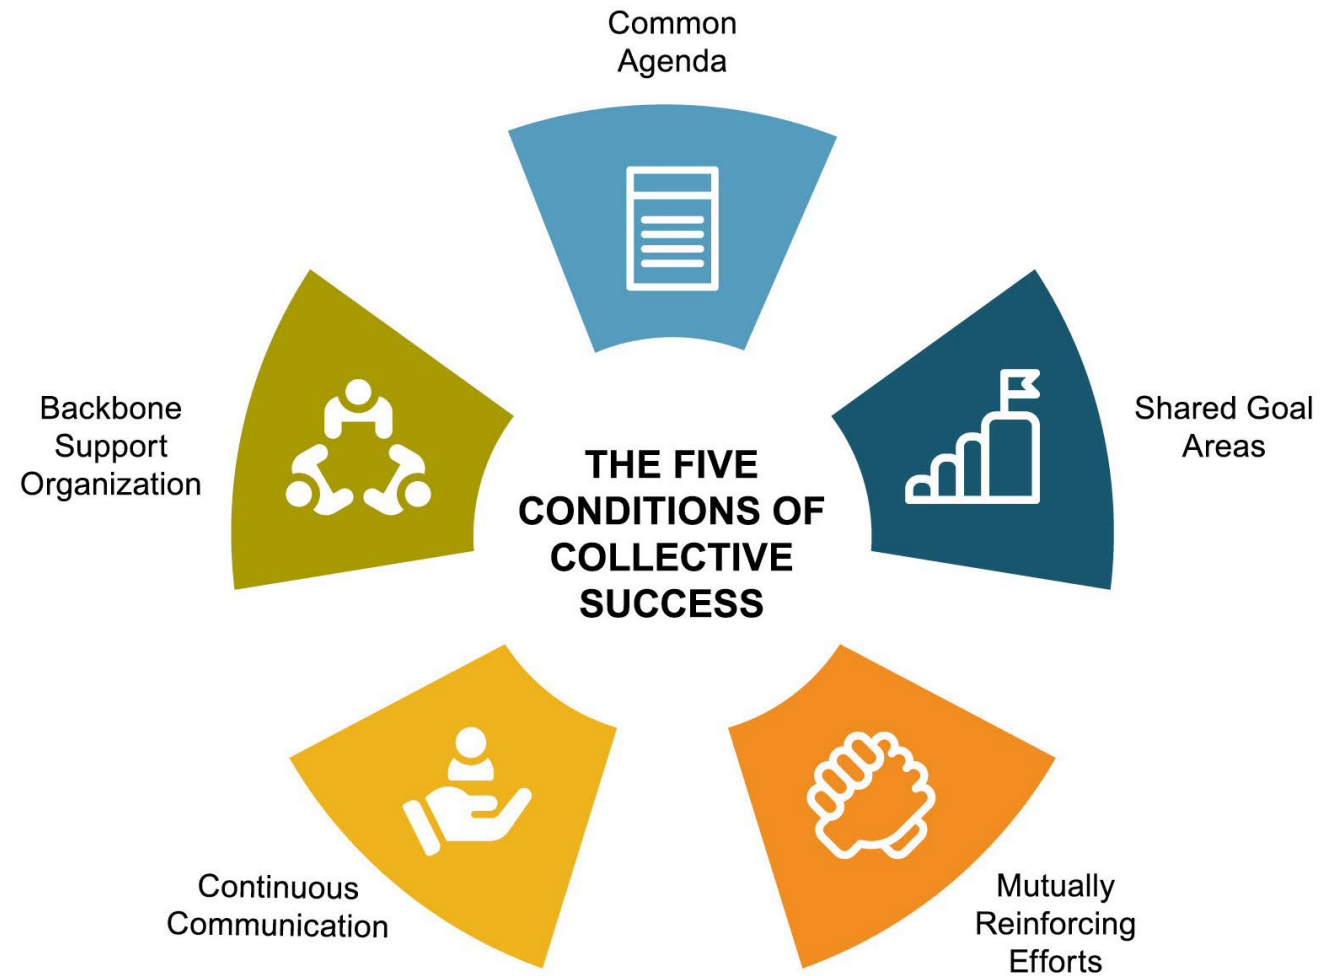 Common
Agenda
Shared Goal
Areas
Mutually
Reinforcing
Efforts
Continuous
Communication
Backbone
Support
Organization
THE FIVE
CONDITIONS OF
COLLECTIVE
SUCCESS